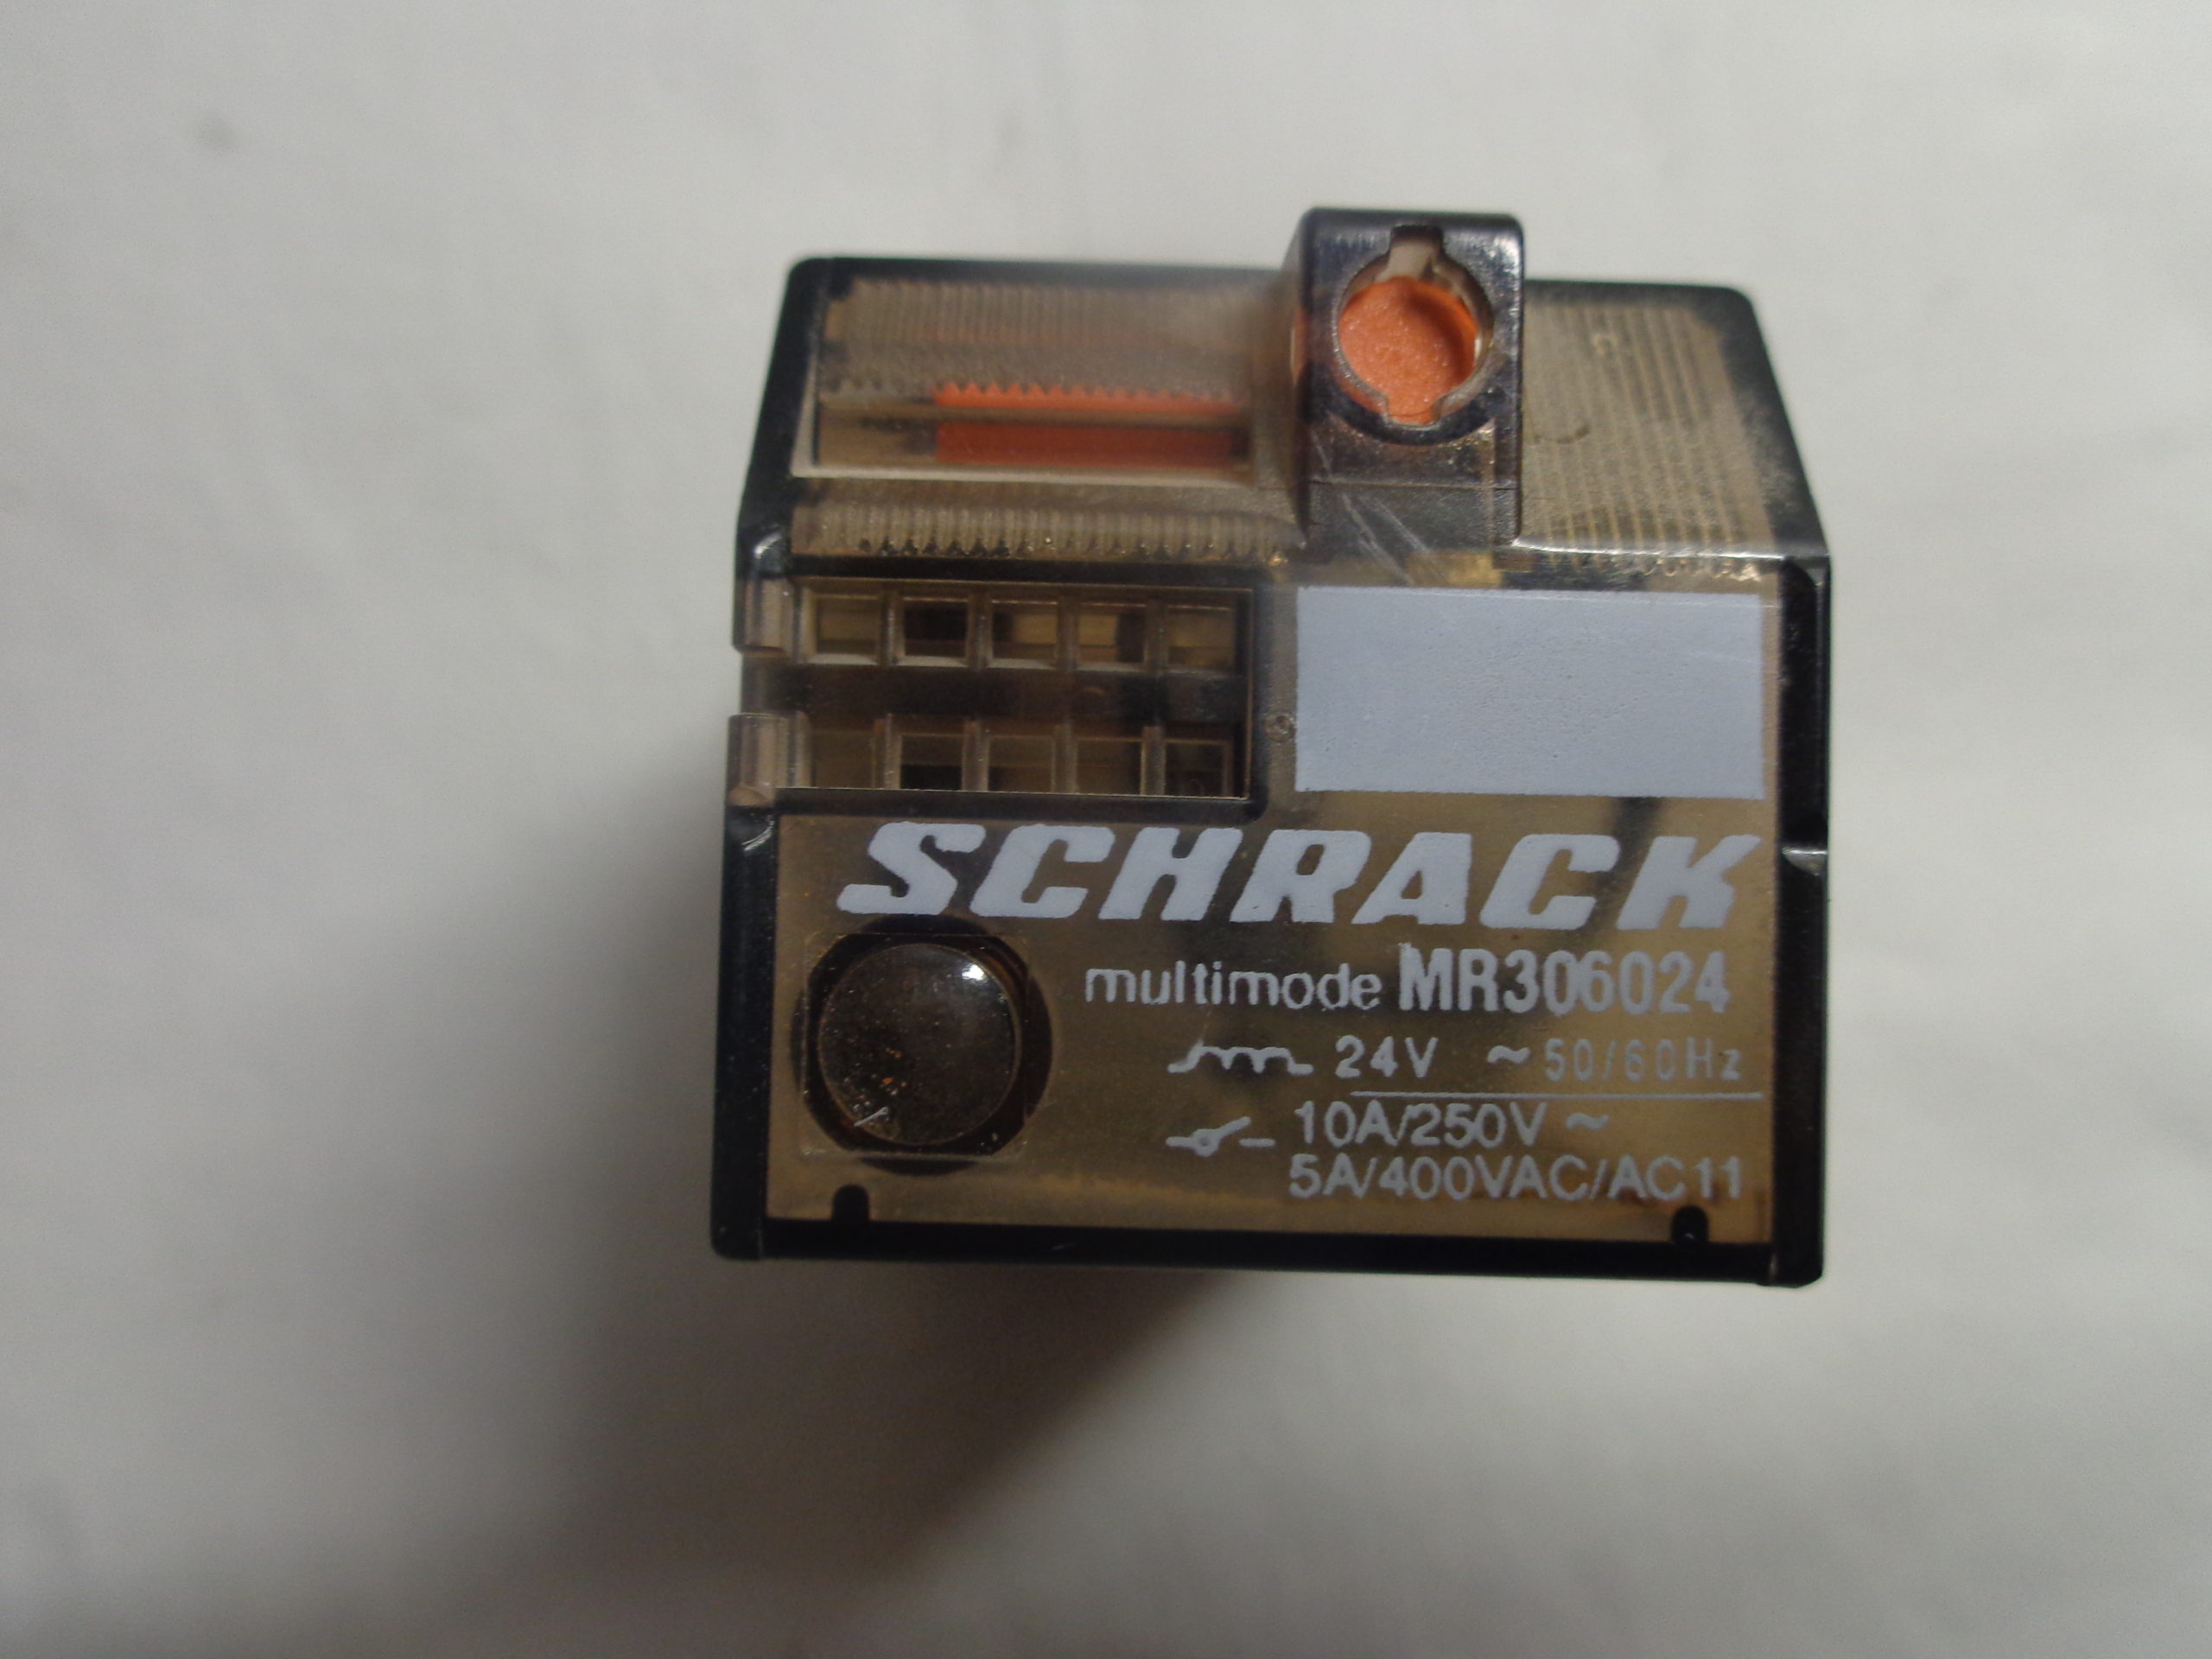 SCHRACK
multimode MR306024
24V ~50/60Hz
10A/250V ~
5A/400VAC/AC11